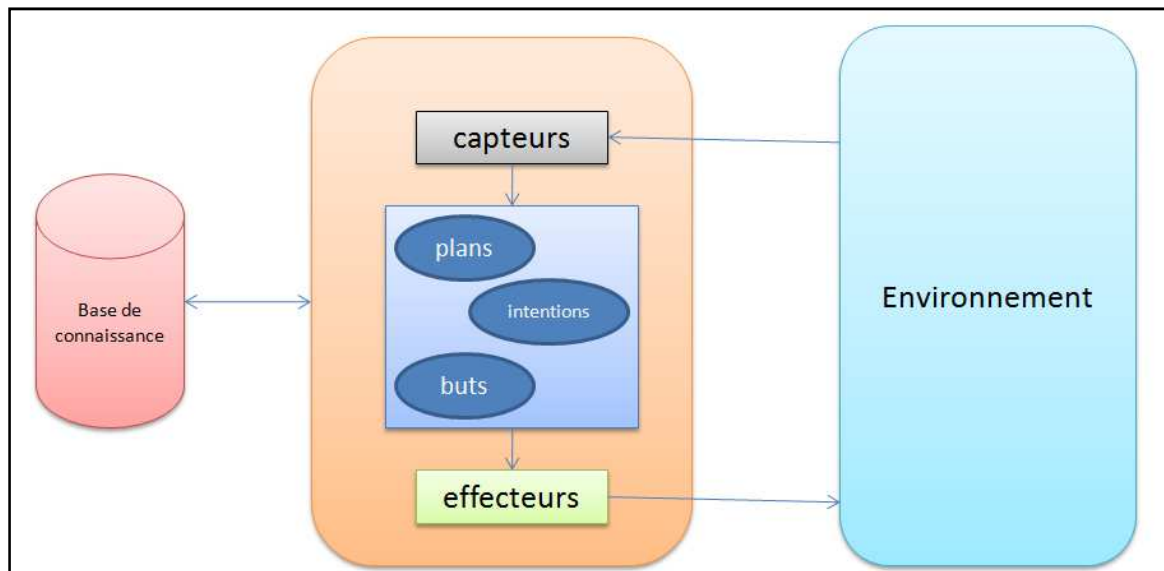 capteurs
plans
intentions
buts
effecteurs
Base de
connaissance
Environnement